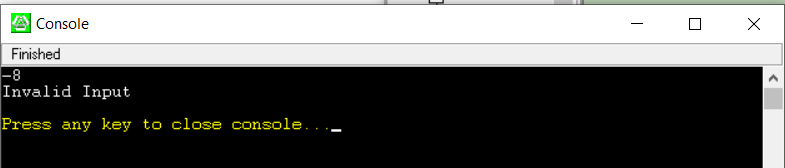 Console
Finished
-8
Invalid Input
Press any key to close console...